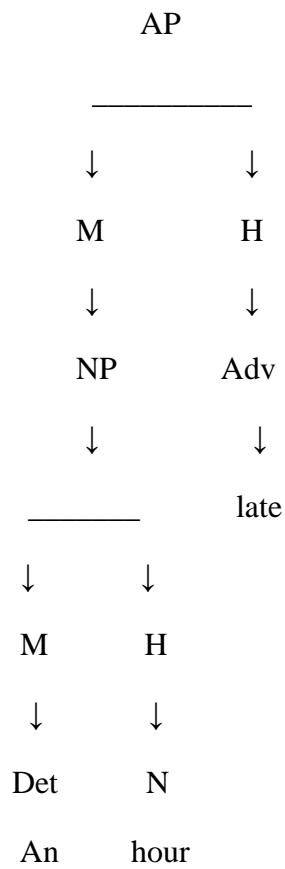 AP
↓ ↓
M H
↓ ↓
NP Adv
↓ ↓
late
↓ ↓
M H
↓ ↓
Det N
An hour